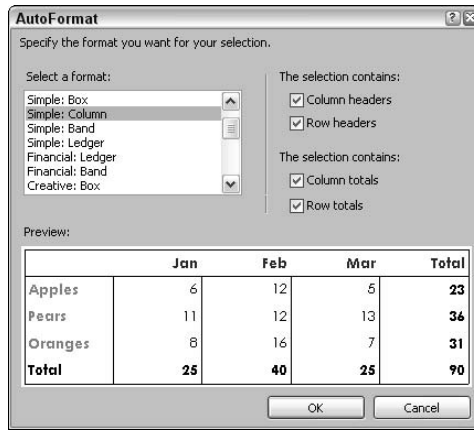 AutoFormat
Specify the format you want for your selection.
Select a format:
Simple: Box
Simple: Column
Simple: Band
Simple: Ledger
Financial: Ledger
Financial: Band
Creative: Box
The selection contains:
Column headers
Row headers
The selection contains:
Column totals
Row totals
Preview:
Jan Feb Mar Total
Apples 6 12 5 23
Pears 11 12 13 36
Oranges 8 16 7 31
Total 25 40 25 90
OK Cancel